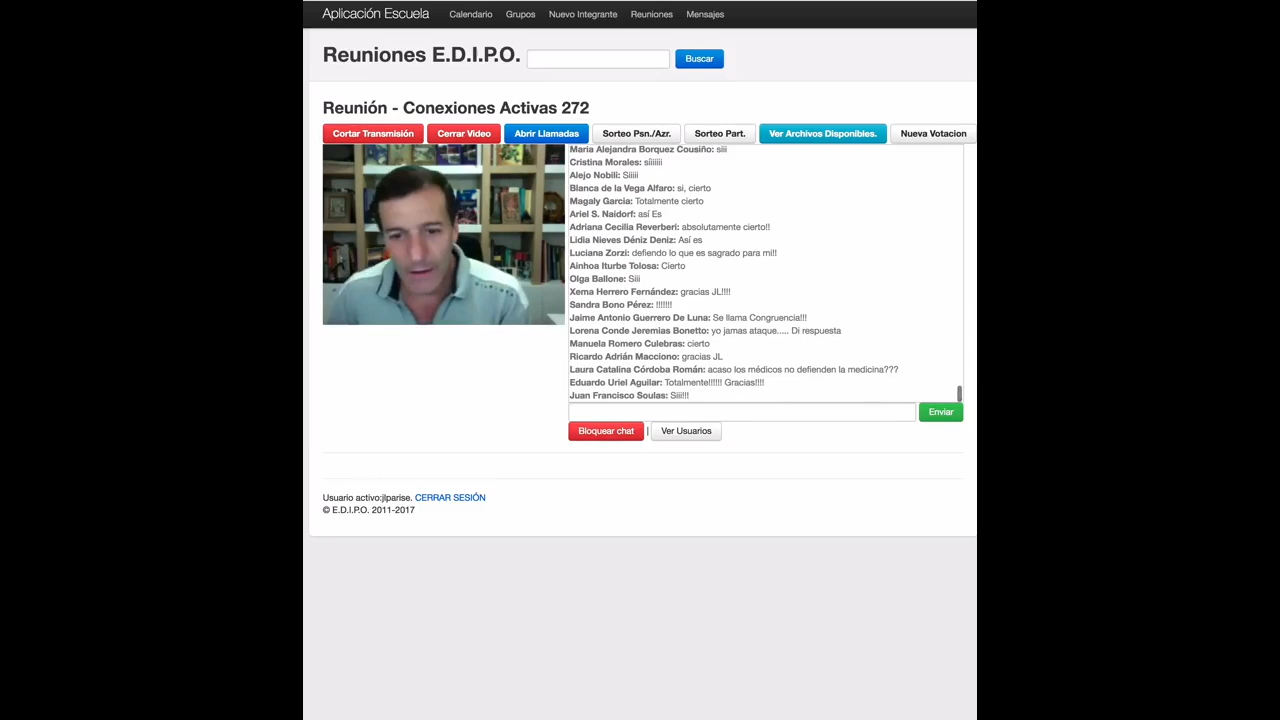 Aplicación Escuela Calendario Grupos Nuevo Integrante Reuniones Mensajes
Reuniones E.D.I.P.O. Buscar
Reunión - Conexiones Activas 272
Cortar Transmisión Cerrar Video Abrir Llamadas Sorteo Psn./Azr. Sorteo Part. Ver Archivos Disponibles. Nueva Votacion
Maria Alejandra Borquez Cousiño: siii
Cristina Morales: síiiiiii
Alejo Nobili: Siiiii
Blanca de la Vega Alfaro: si, cierto
Magaly Garcia: Totalmente cierto
Ariel S. Naidorf: así Es
Adriana Cecilia Reverberi: absolutamente cierto!!
Lidia Nieves Déniz Deniz: Así es
Luciana Zorzi: defiendo lo que es sagrado para mi!!
Ainhoa Iturbe Tolosa: Cierto
Olga Ballone: Siii
Xema Herrero Fernández: gracias JL!!!!
Sandra Bono Pérez: !!!!!!!
Jaime Antonio Guerrero De Luna: Se llama Congruencia!!!
Lorena Conde Jeremias Bonetto: yo jamas ataque..... Di respuesta
Manuela Romero Culebras: cierto
Ricardo Adrián Macciono: gracias JL
Laura Catalina Córdoba Román: acaso los médicos no defienden la medicina???
Eduardo Uriel Aguilar: Totalmente!!!!!! Gracias!!!!
Juan Francisco Soulas: Siii!!!
Enviar
Bloquear chat | Ver Usuarios
Usuario activo:jlparise. CERRAR SESIÓN
© E.D.I.P.O. 2011-2017